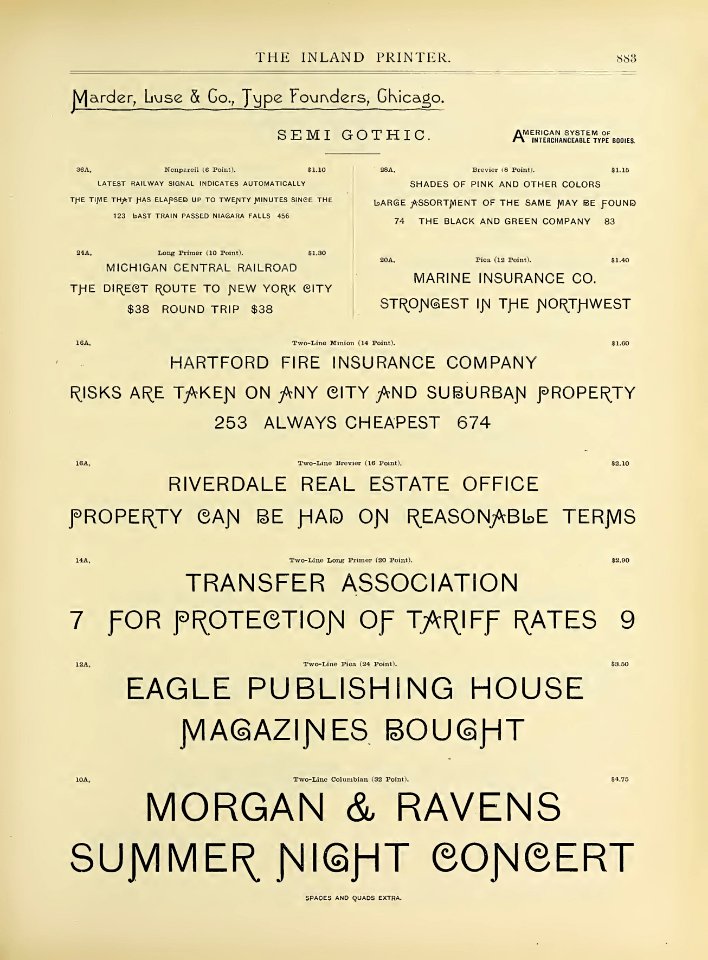 THE INLAND PRINTER. 883
Marder, Luse & Co., Type Founders, Chicago.
SEMI GOTHIC.
AMERICAN SYSTEM OF
INTERCHANGEABLE TYPE BODIES.
36A, Nonpareil (6 Point). $1.10
LATEST RAILWAY SIGNAL INDICATES AUTOMATICALLY
THE TIME THAT HAS ELAPSED UP TO TWENTY MINUTES SINCE THE
123 LAST TRAIN PASSED NIAGARA FALLS 456
28A, Brevier (8 Point). $1.15
SHADES OF PINK AND OTHER COLORS
LARGE ASSORTMENT OF THE SAME MAY BE FOUND
74 THE BLACK AND GREEN COMPANY 83
24A, Long Primer (10 Point). $1.30
MICHIGAN CENTRAL RAILROAD
THE DIRECT ROUTE TO NEW YORK CITY
$38 ROUND TRIP $38
20A, Pica (12 Point). $1.40
MARINE INSURANCE CO.
STRONGEST IN THE NORTHWEST
16A, Two-Line Minion (14 Point). $1.60
HARTFORD FIRE INSURANCE COMPANY
RISKS ARE TAKEN ON ANY CITY AND SUBURBAN PROPERTY
253 ALWAYS CHEAPEST 674
16A, Two-Line Brevier (16 Point). $2.10
RIVERDALE REAL ESTATE OFFICE
PROPERTY CAN BE HAD ON REASONABLE TERMS
14A, Two-Line Long Primer (20 Point). $2.90
TRANSFER ASSOCIATION
7 FOR PROTECTION OF TARIFF RATES 9
12A, Two-Line Pica (24 Point). $3.50
EAGLE PUBLISHING HOUSE
MAGAZINES BOUGHT
10A, Two-Line Columbian (32 Point). $4.75
MORGAN & RAVENS
SUMMER NIGHT CONCERT
SPACES AND QUADS EXTRA.